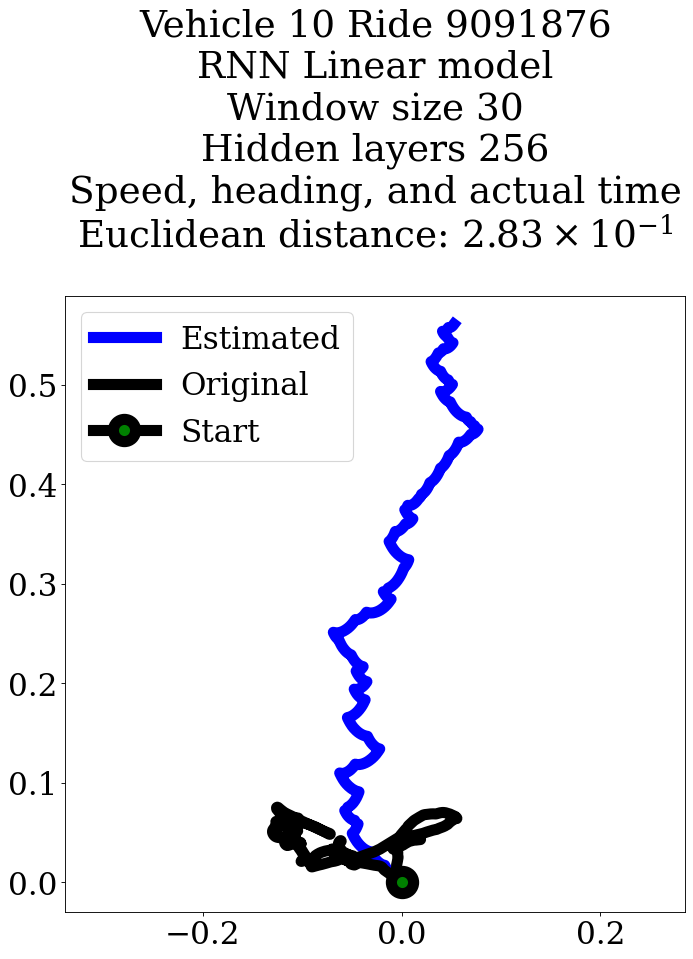 Vehicle 10 Ride 9091876
RNN Linear model
Window size 30
Hidden layers 256
Speed, heading, and actual time
Euclidean distance: 2.83 × 10⁻¹
Estimated
Original
Start
0.5
0.4
0.3
0.2
0.1
0.0
−0.2 0.0 0.2